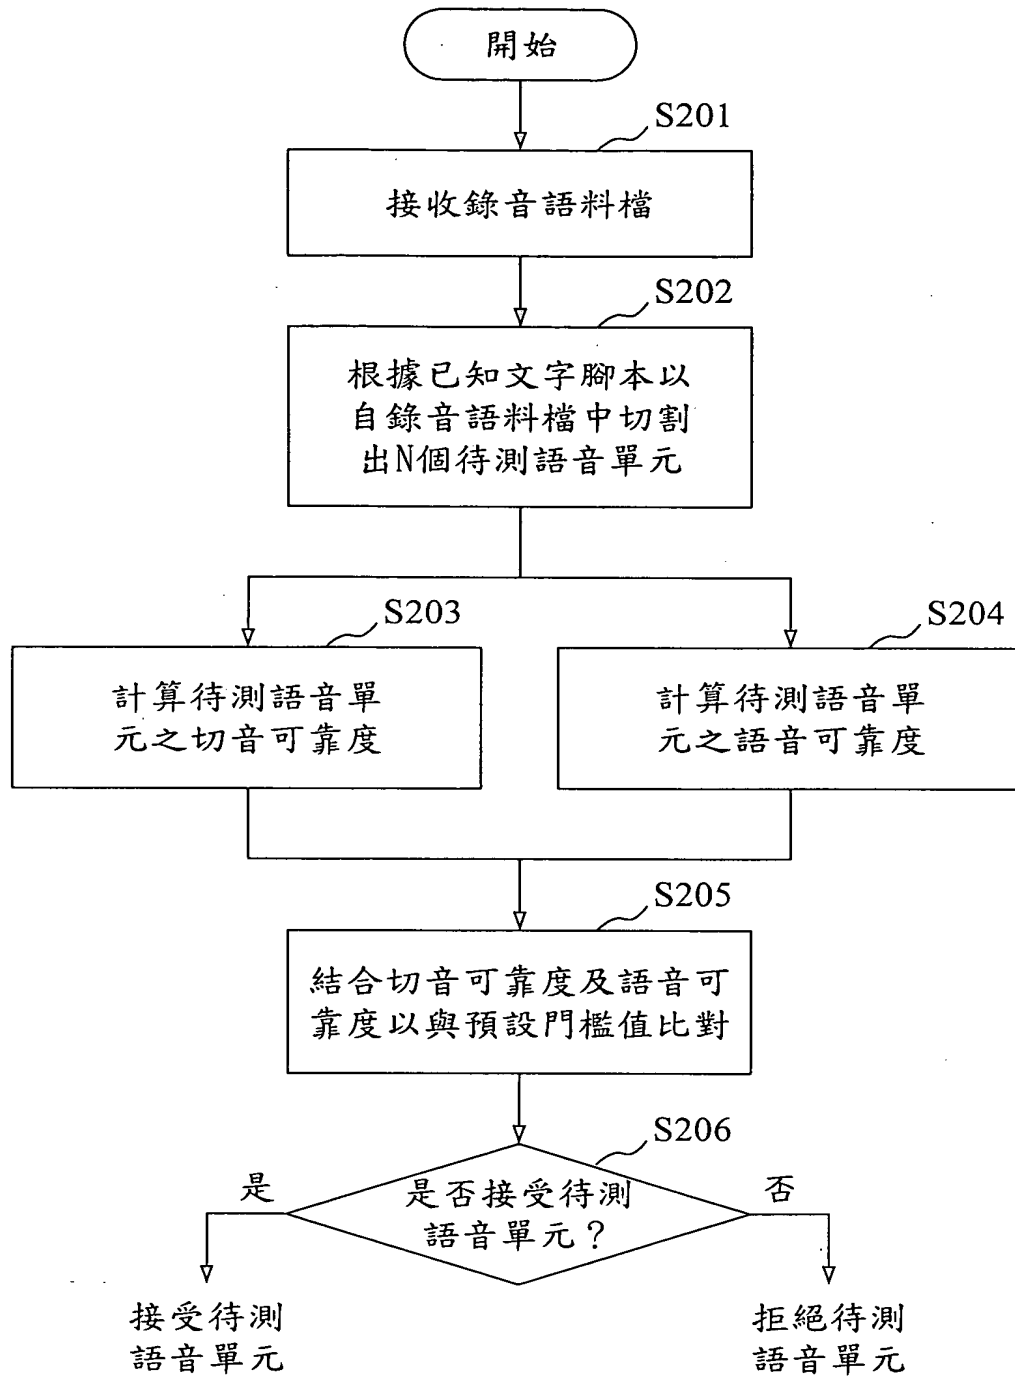 開始
S201
接收錄音語料檔
S202
根據已知文字腳本以
自錄音語料檔中切割
出N個待測語音單元
S203
計算待測語音單
元之切音可靠度
S204
計算待測語音單
元之語音可靠度
S205
結合切音可靠度及語音可
靠度以與預設門檻值比對
S206
是否接受待測
語音單元？
是
否
接受待測
語音單元
拒絕待測
語音單元